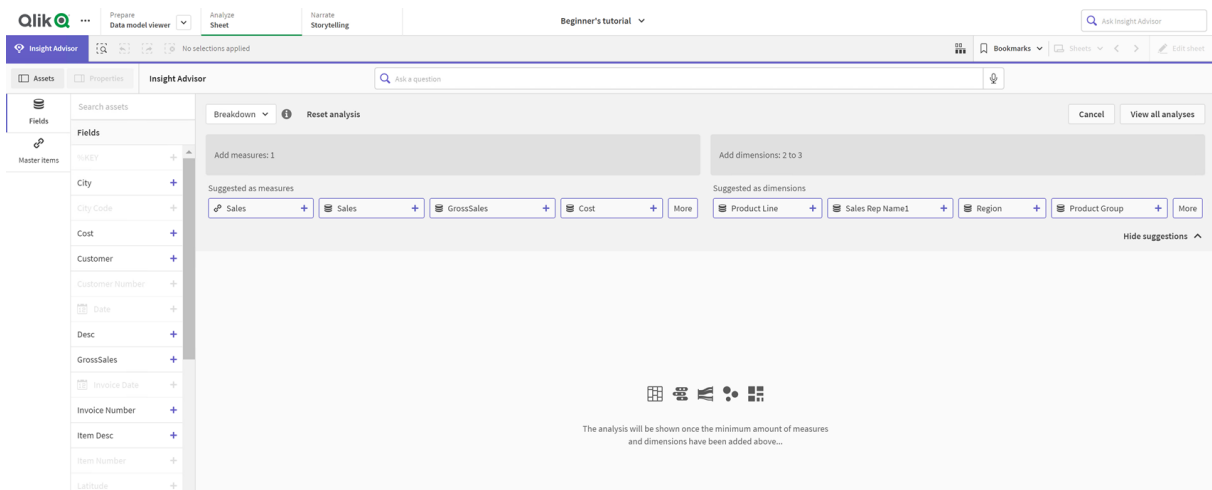 Qlik
Prepare
Data model viewer
Analyze
Sheet
Narrate
Storytelling
Beginner's tutorial
Ask Insight Advisor
Insight Advisor
No selections applied
Bookmarks
Sheets
Edit sheet
Assets
Properties
Insight Advisor
Ask a question
Fields
Master items
Search assets
Fields
%KEY
City
City Code
Cost
Customer
Customer Number
Date
Desc
GrossSales
Invoice Date
Invoice Number
Item Desc
Item Number
Latitude
Breakdown
Reset analysis
Cancel
View all analyses
Add measures: 1
Add dimensions: 2 to 3
Suggested as measures
Sales
Sales
GrossSales
Cost
More
Suggested as dimensions
Product Line
Sales Rep Name1
Region
Product Group
More
Hide suggestions
The analysis will be shown once the minimum amount of measures
and dimensions have been added above...